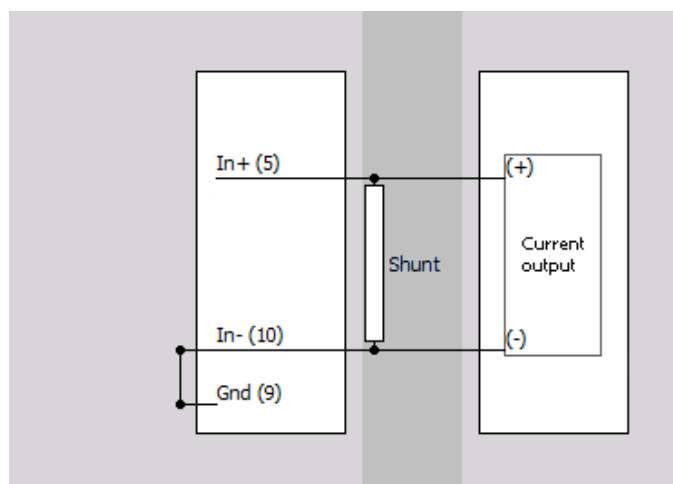 In+ (5)
(+)
Shunt
Current
output
In- (10)
(-)
Gnd (9)